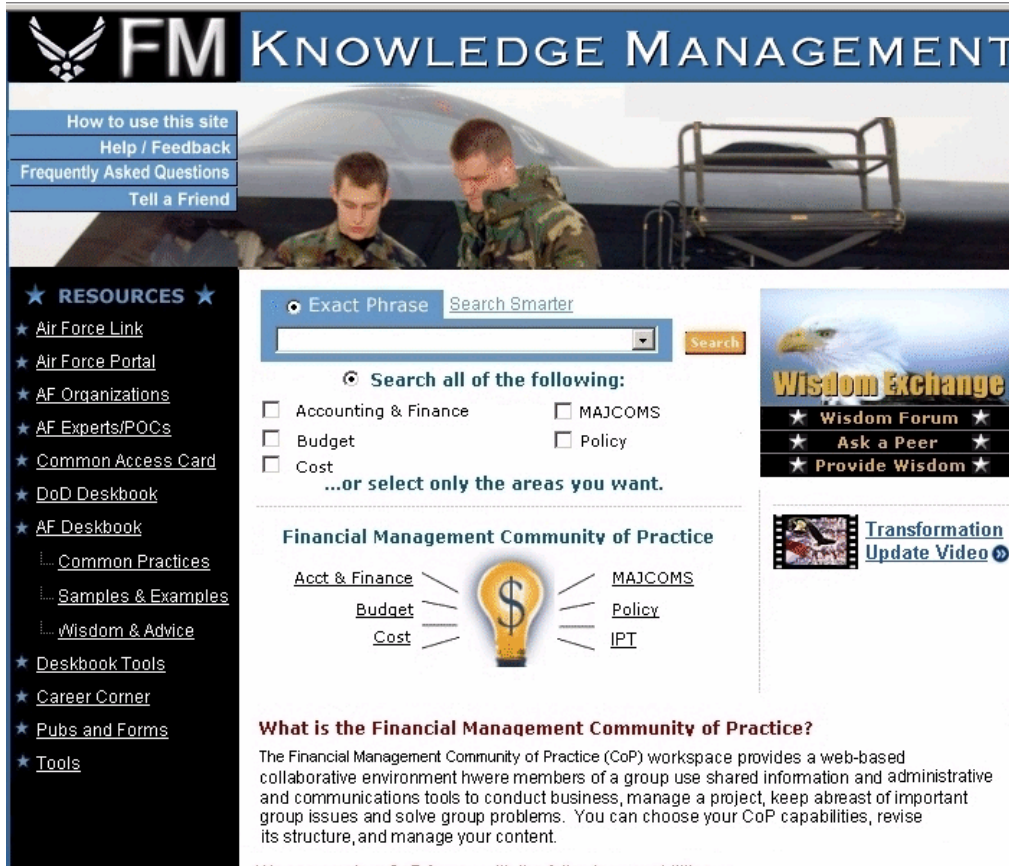 FM KNOWLEDGE MANAGEMENT
How to use this site
Help / Feedback
Frequently Asked Questions
Tell a Friend
RESOURCES
Air Force Link
Air Force Portal
AF Organizations
AF Experts/POCs
Common Access Card
DoD Deskbook
AF Deskbook
Common Practices
Samples & Examples
Wisdom & Advice
Deskbook Tools
Career Corner
Pubs and Forms
Tools
Exact Phrase Search Smarter
Search
Search all of the following:
Accounting & Finance MAJCOMS
Budget Policy
Cost
...or select only the areas you want.
Financial Management Community of Practice
Acct & Finance MAJCOMS
Budget Policy
Cost IPT
$
Wisdom Exchange
Wisdom Forum
Ask a Peer
Provide Wisdom
Transformation
Update Video
What is the Financial Management Community of Practice?
The Financial Management Community of Practice (CoP) workspace provides a web-based
collaborative environment hwere members of a group use shared information and administrative
and communications tools to conduct business, manage a project, keep abreast of important
group issues and solve group problems. You can choose your CoP capabilities, revise
its structure, and manage your content.